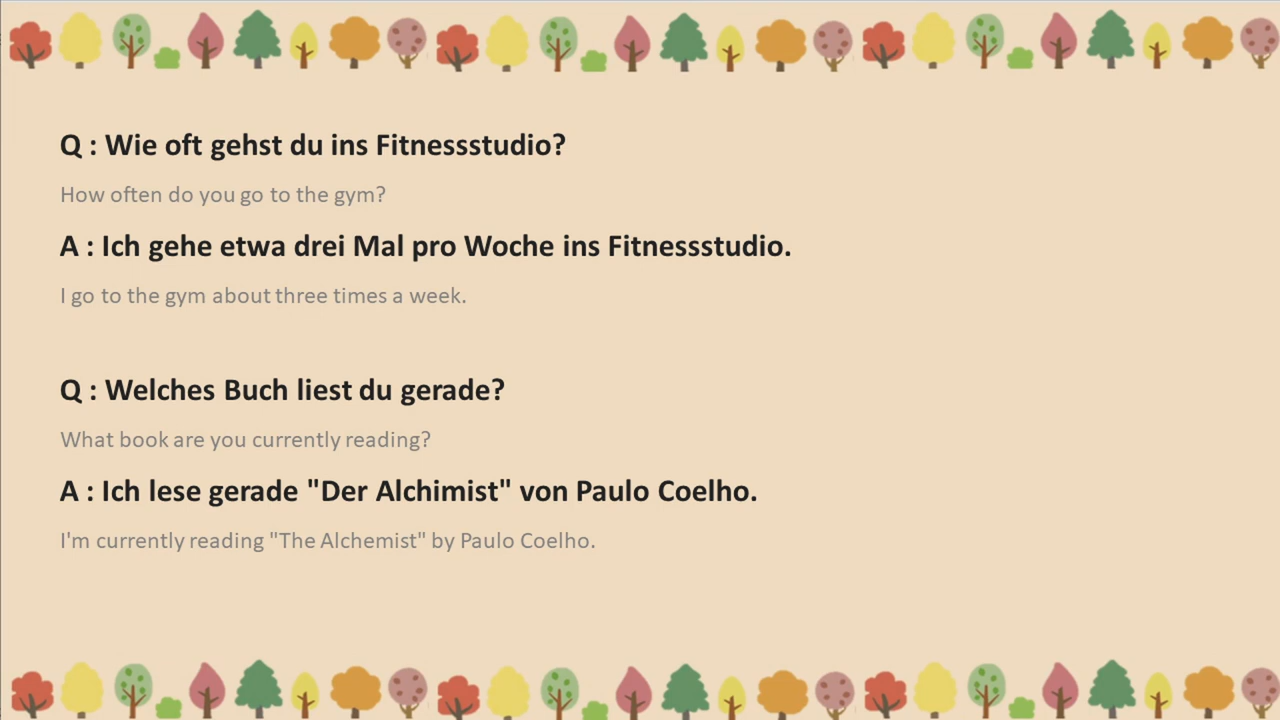 Q : Wie oft gehst du ins Fitnessstudio?
How often do you go to the gym?
A : Ich gehe etwa drei Mal pro Woche ins Fitnessstudio.
I go to the gym about three times a week.
Q : Welches Buch liest du gerade?
What book are you currently reading?
A : Ich lese gerade "Der Alchimist" von Paulo Coelho.
I'm currently reading "The Alchemist" by Paulo Coelho.